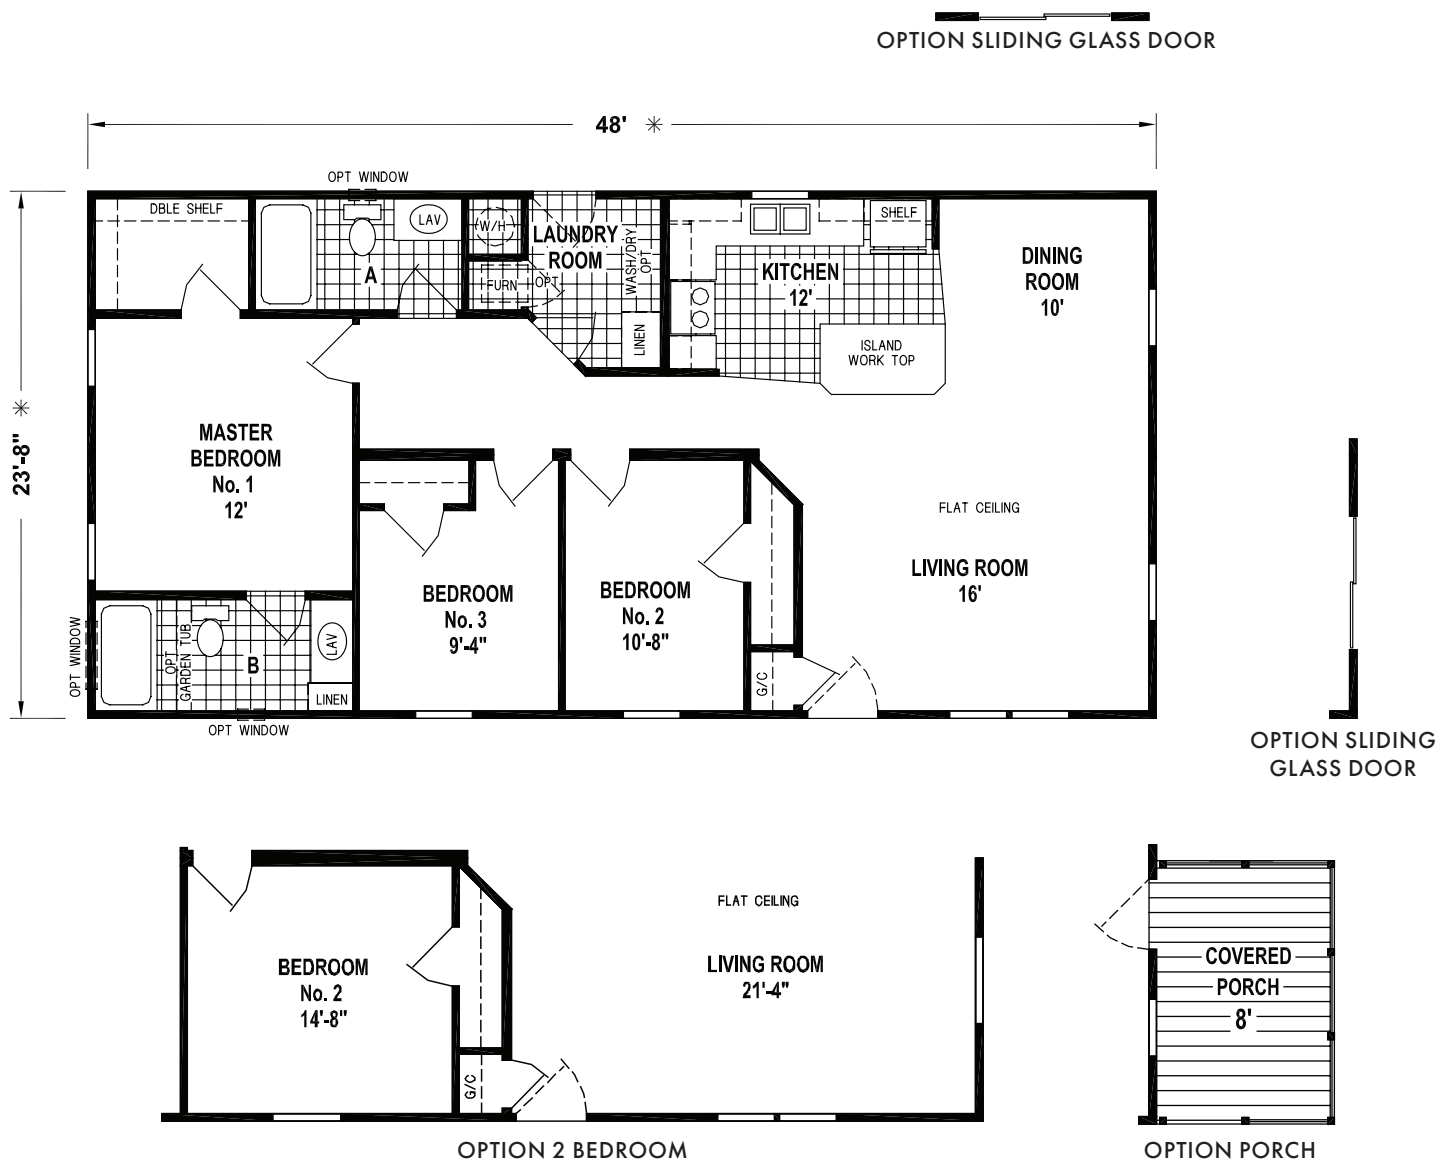 OPTION SLIDING GLASS DOOR
48' ✳
OPT WINDOW
DBLE SHELF
LAV
A
W/H
FURN
LAUNDRY
ROOM
OPT
WASH/DRY
OPT
LINEN
KITCHEN
12'
SHELF
ISLAND
WORK TOP
DINING
ROOM
10'
23'-8" ✳
MASTER
BEDROOM
No. 1
12'
FLAT CEILING
LIVING ROOM
16'
BEDROOM
No. 3
9'-4"
BEDROOM
No. 2
10'-8"
G/C
OPT WINDOW
OPT
GARDEN TUB
B
LAV
LINEN
OPT WINDOW
OPTION SLIDING
GLASS DOOR
BEDROOM
No. 2
14'-8"
G/C
FLAT CEILING
LIVING ROOM
21'-4"
OPTION 2 BEDROOM
COVERED
PORCH
8'
OPTION PORCH